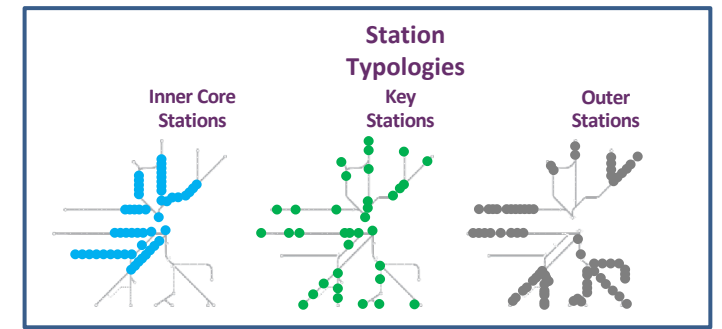 Station
Typologies
Inner Core
Stations
Key
Stations
Outer
Stations